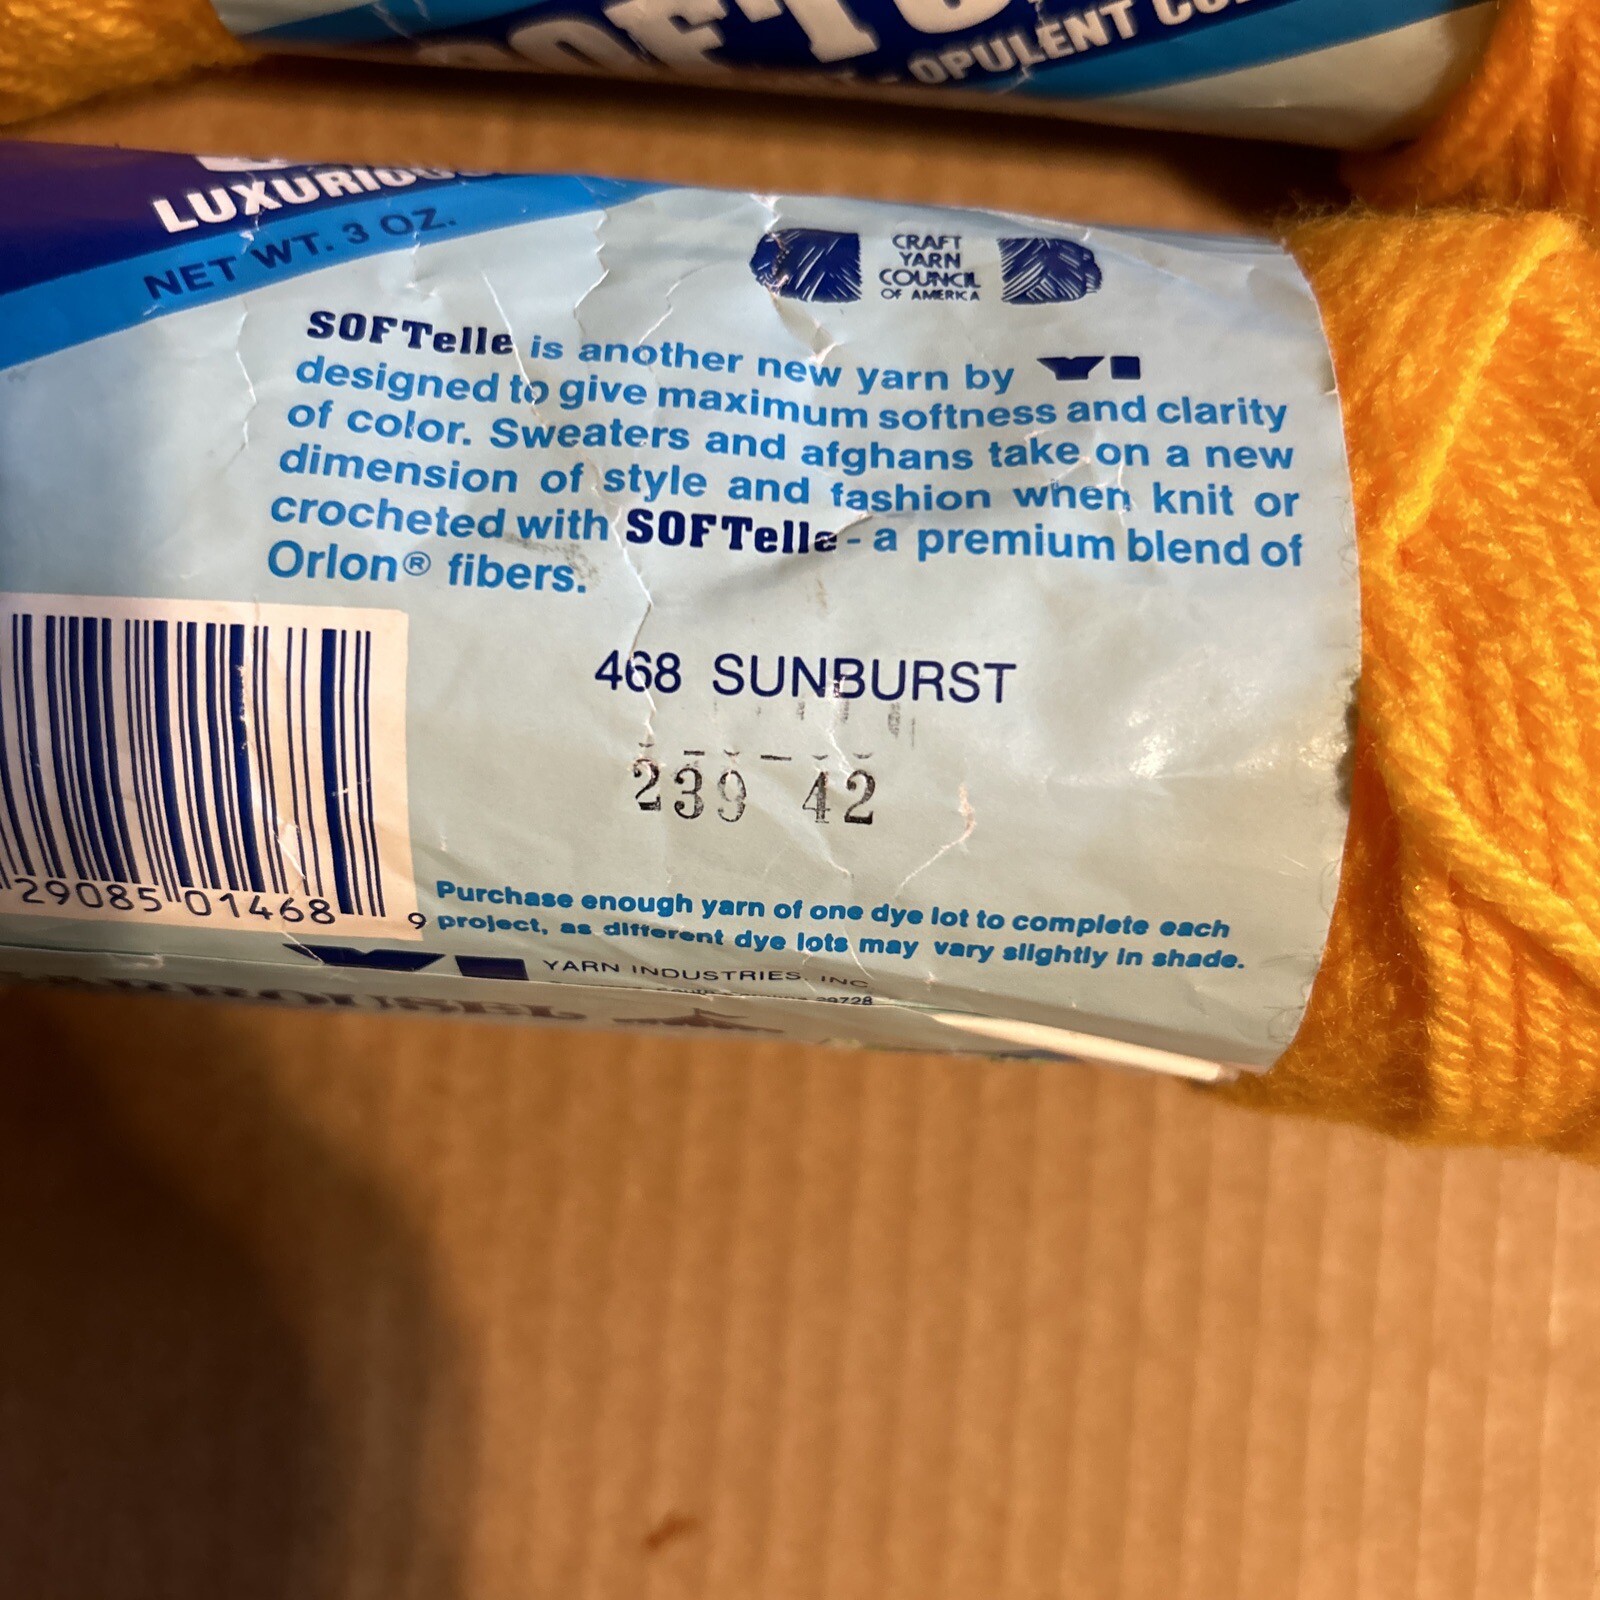 OPULENT
NET WT. 3 OZ.
CRAFT
YARN
COUNCIL
OF AMERICA
SOFTelle is another new yarn by YI
designed to give maximum softness and clarity
of color. Sweaters and afghans take on a new
dimension of style and fashion when knit or
crocheted with SOFTelle - a premium blend of
Orlon® fibers.
468 SUNBURST
239 42
29085 01468 9
Purchase enough yarn of one dye lot to complete each
project, as different dye lots may vary slightly in shade.
YI YARN INDUSTRIES, INC.
29728